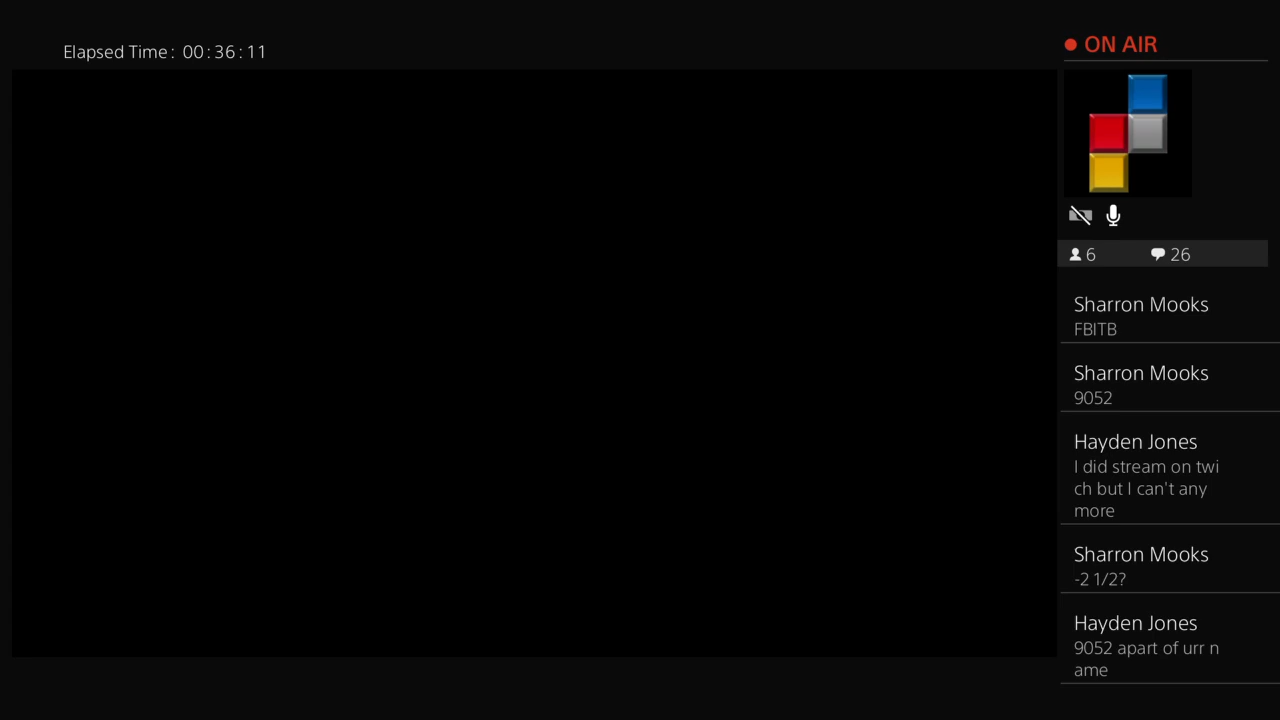 Elapsed Time: 00:36:11
ON AIR
6 26
Sharron Mooks
FBITB
Sharron Mooks
9052
Hayden Jones
I did stream on twi
ch but I can't any
more
Sharron Mooks
-2 1/2?
Hayden Jones
9052 apart of urr n
ame